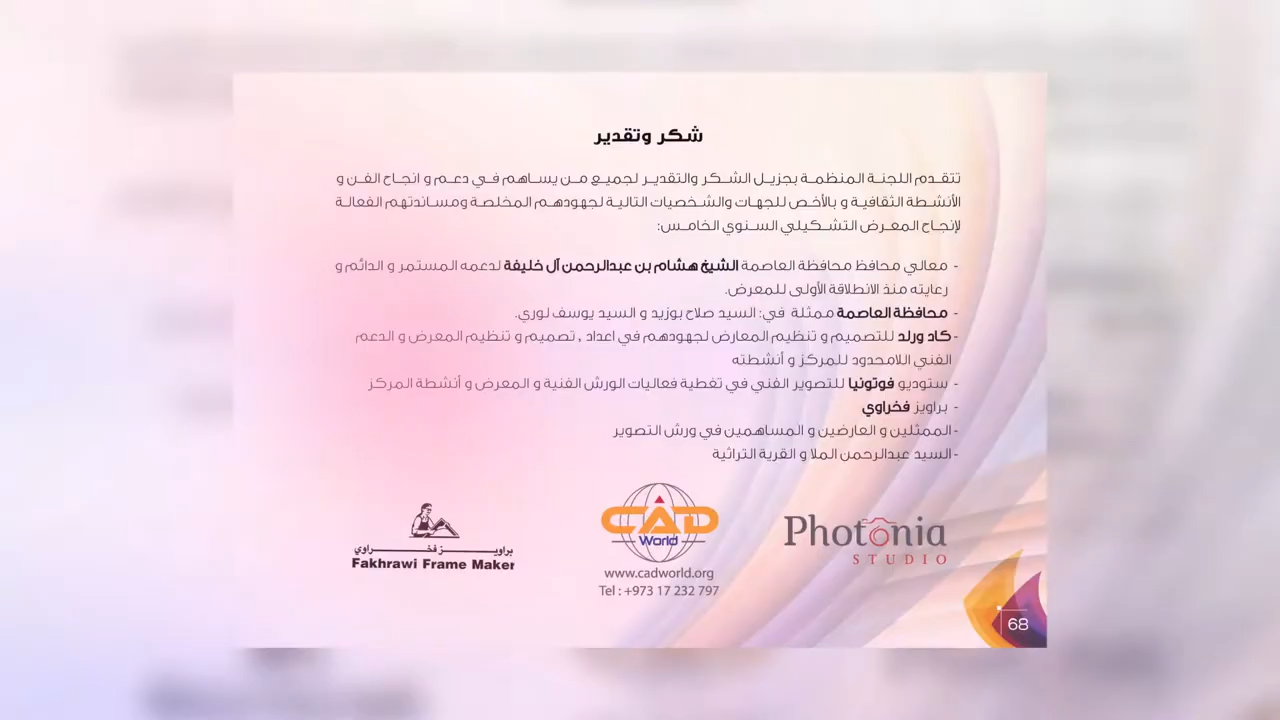 شكر وتقدير
تتقدم اللجنة المنظمة بجزيل الشكر والتقدير لجميع من يساهم في دعم و انجاح الفن و
الأنشطة الثقافية و بالأخص للجهات والشخصيات التالية لجهودهم المخلصة ومساندتهم الفعالة
لإنجاح المعرض التشكيلي السنوي الخامس:
- معالي محافظ محافظة العاصمة الشيخ هشام بن عبدالرحمن آل خليفة لدعمه المستمر و الدائم و
رعايته منذ الانطلاقة الأولى للمعرض.
- محافظة العاصمة ممثلة في: السيد صلاح بوزيد و السيد يوسف لوري.
- كاد ورلد للتصميم و تنظيم المعارض لجهودهم في اعداد , تصميم و تنظيم المعرض و الدعم
الفني اللامحدود للمركز و أنشطته
- ستوديو فوتونيا للتصوير الفني في تغطية فعاليات الورش الفنية و المعرض و أنشطة المركز
- براويز فخراوي
- الممثلين و العارضين و المساهمين في ورش التصوير
- السيد عبدالرحمن الملا و القرية التراثية
Photonia
STUDIO
CAD
World
www.cadworld.org
Tel : +973 17 232 797
براويز فخراوي
Fakhrawi Frame Maker
68